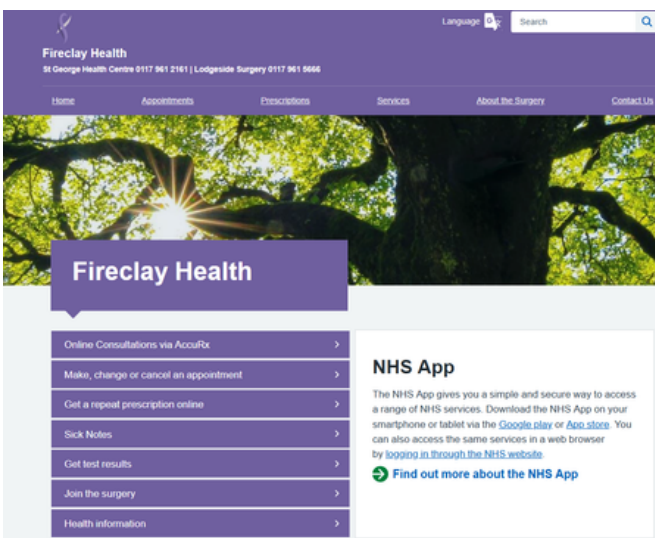 Language
Search
Fireclay Health
St George Health Centre 0117 961 2161 | Lodgeside Surgery 0117 961 5666
Home
Appointments
Prescriptions
Services
About the Surgery
Contact Us
Fireclay Health
Online Consultations via AccuRx
Make, change or cancel an appointment
Get a repeat prescription online
Sick Notes
Get test results
Join the surgery
Health information
NHS App
The NHS App gives you a simple and secure way to access
a range of NHS services. Download the NHS App on your
smartphone or tablet via the Google play or App store. You
can also access the same services in a web browser
by logging in through the NHS website.
Find out more about the NHS App